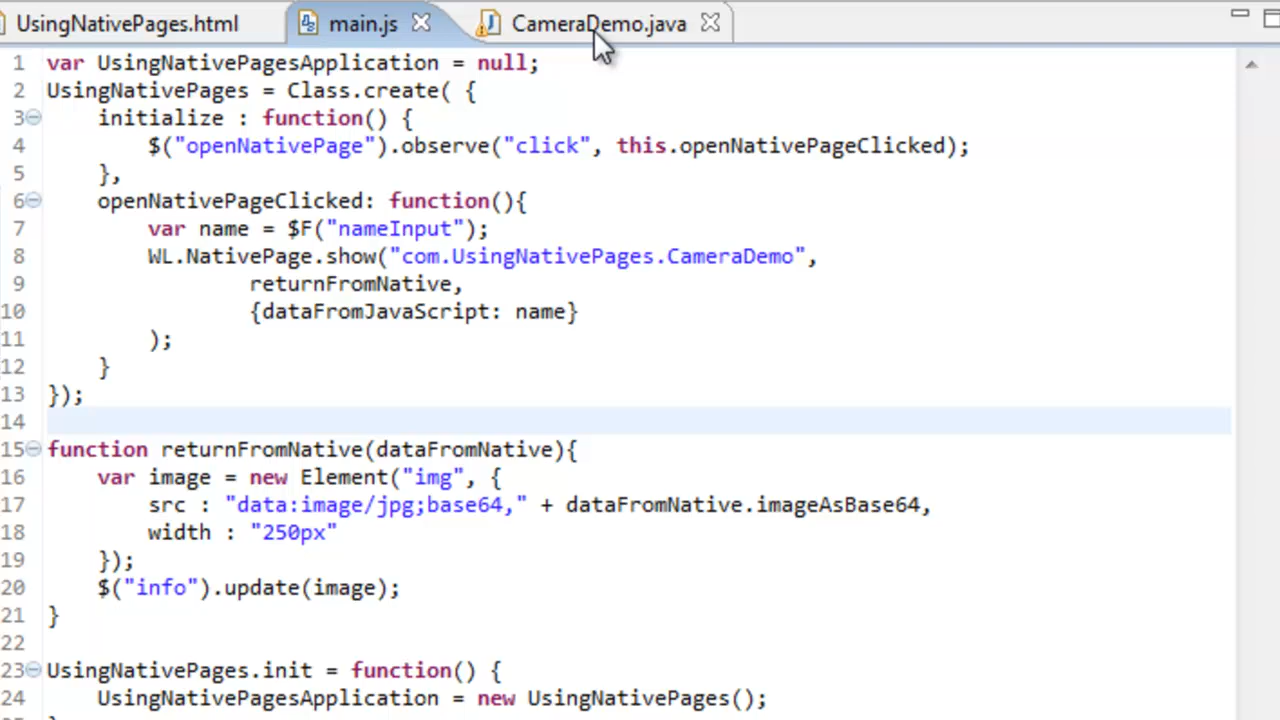 UsingNativePages.html main.js CameraDemo.java
1 var UsingNativePagesApplication = null;
2 UsingNativePages = Class.create( {
3 initialize : function() {
4 $("openNativePage").observe("click", this.openNativePageClicked);
5 },
6 openNativePageClicked: function(){
7 var name = $F("nameInput");
8 WL.NativePage.show("com.UsingNativePages.CameraDemo",
9 returnFromNative,
10 {dataFromJavaScript: name}
11 );
12 }
13 });
14
15 function returnFromNative(dataFromNative){
16 var image = new Element("img", {
17 src : "data:image/jpg;base64," + dataFromNative.imageAsBase64,
18 width : "250px"
19 });
20 $("info").update(image);
21 }
22
23 UsingNativePages.init = function() {
24 UsingNativePagesApplication = new UsingNativePages();